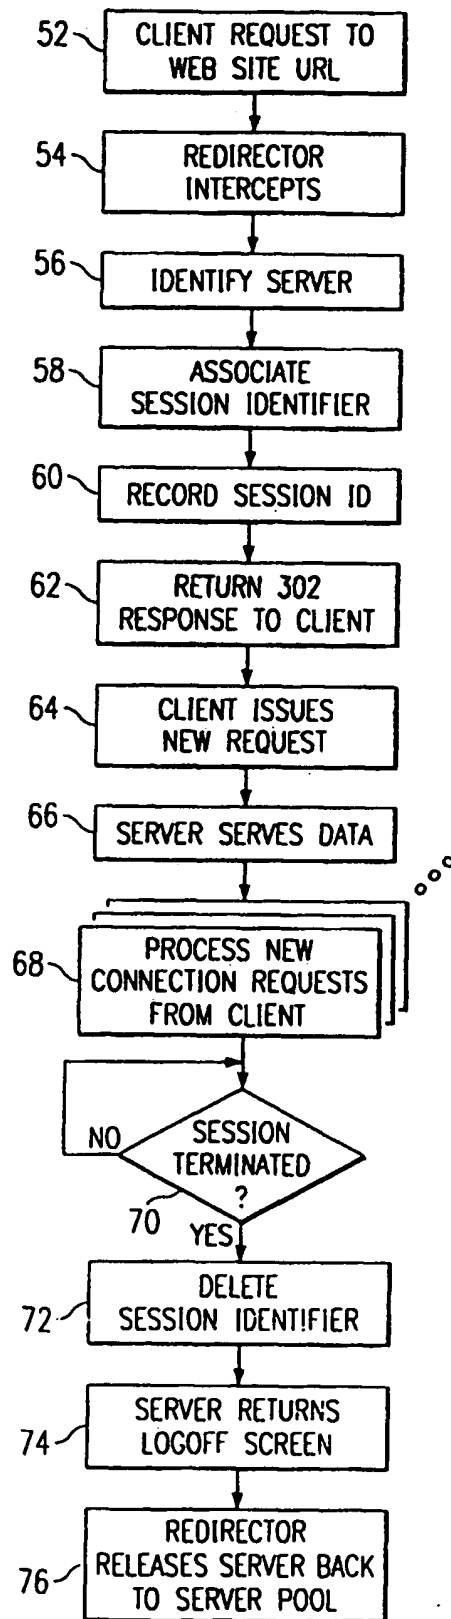 52
CLIENT REQUEST TO
WEB SITE URL
54
REDIRECTOR
INTERCEPTS
56
IDENTIFY SERVER
58
ASSOCIATE
SESSION IDENTIFIER
60
RECORD SESSION ID
62
RETURN 302
RESPONSE TO CLIENT
64
CLIENT ISSUES
NEW REQUEST
66
SERVER SERVES DATA
68
PROCESS NEW
CONNECTION REQUESTS
FROM CLIENT
NO
SESSION
TERMINATED
?
70
YES
72
DELETE
SESSION IDENTIFIER
74
SERVER RETURNS
LOGOFF SCREEN
76
REDIRECTOR
RELEASES SERVER BACK
TO SERVER POOL